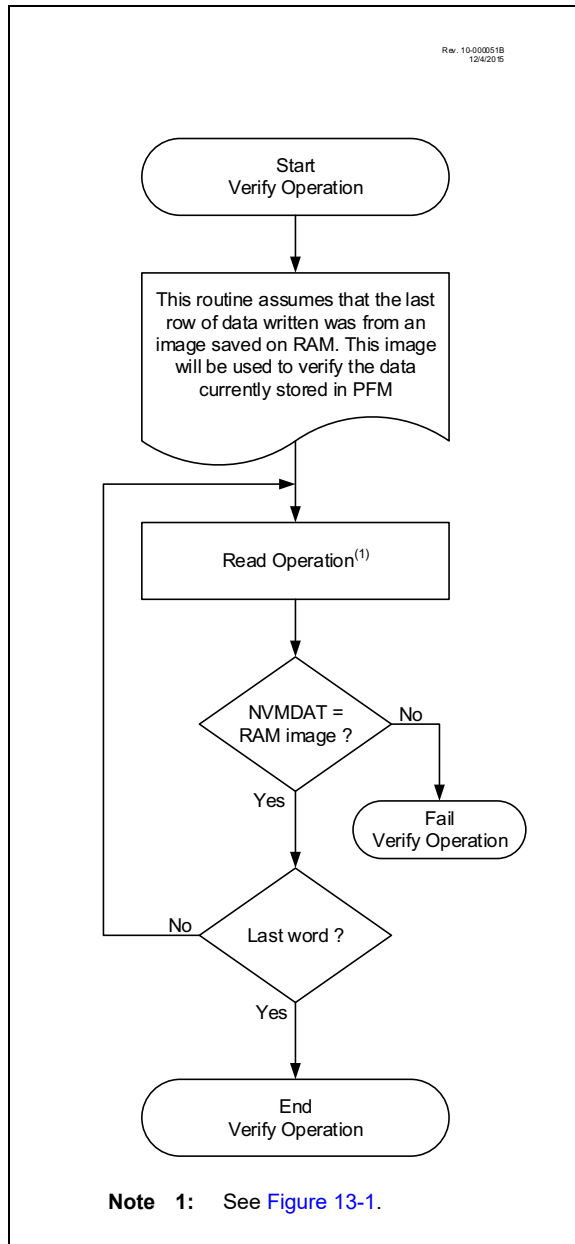 Rev. 10-000051B
12/4/2015
Start
Verify Operation
This routine assumes that the last
row of data written was from an
image saved on RAM. This image
will be used to verify the data
currently stored in PFM
Read Operation(1)
NVMDAT =
RAM image ?
No
Yes
Fail
Verify Operation
No
Last word ?
Yes
End
Verify Operation
Note 1: See Figure 13-1.